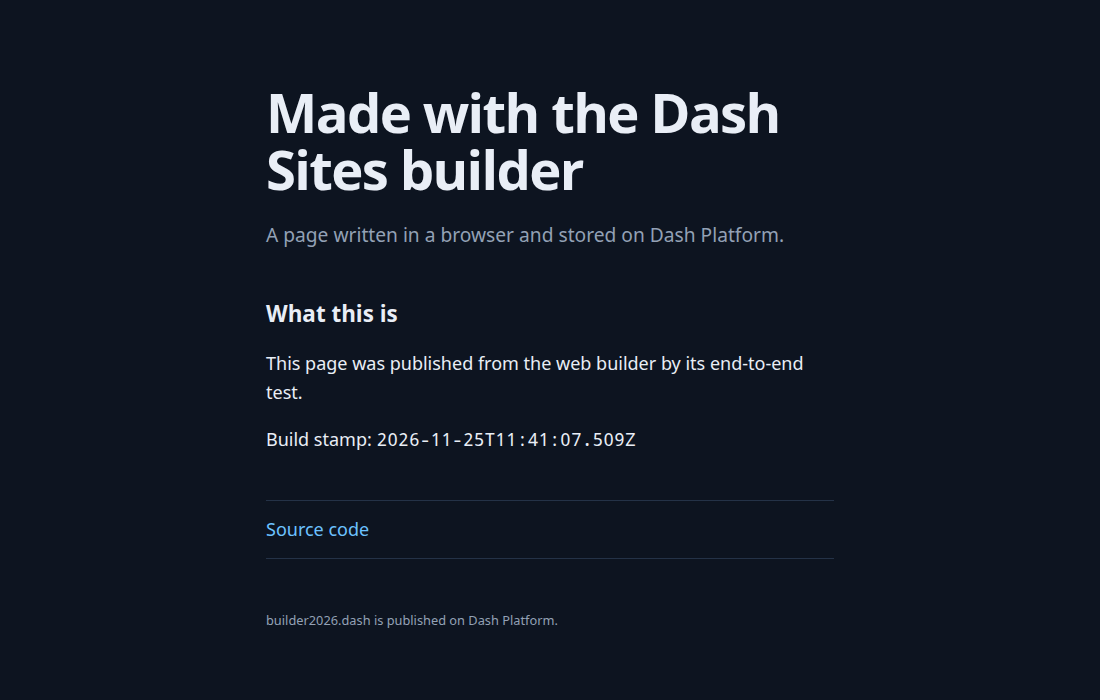 Made with the Dash
Sites builder
A page written in a browser and stored on Dash Platform.
What this is
This page was published from the web builder by its end-to-end
test.
Build stamp: 2026-11-25T11:41:07.509Z
Source code
builder2026.dash is published on Dash Platform.